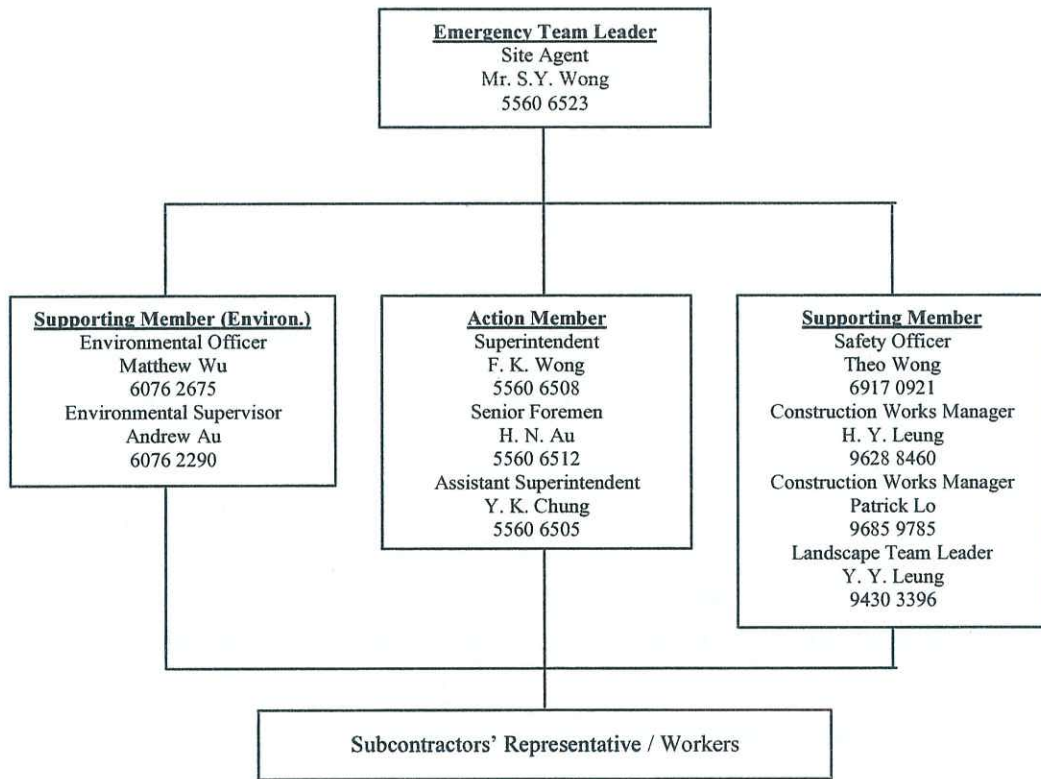 Emergency Team Leader
Site Agent
Mr. S.Y. Wong
5560 6523
Supporting Member (Environ.)
Environmental Officer
Matthew Wu
6076 2675
Environmental Supervisor
Andrew Au
6076 2290
Action Member
Superintendent
F. K. Wong
5560 6508
Senior Foremen
H. N. Au
5560 6512
Assistant Superintendent
Y. K. Chung
5560 6505
Supporting Member
Safety Officer
Theo Wong
6917 0921
Construction Works Manager
H. Y. Leung
9628 8460
Construction Works Manager
Patrick Lo
9685 9785
Landscape Team Leader
Y. Y. Leung
9430 3396
Subcontractors’ Representative / Workers